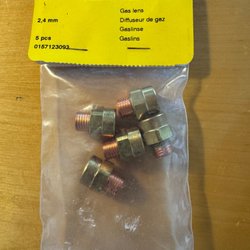 Gas lens
2,4 mm
Diffuseur de gaz
Gaslinse
5 pcs
Gaslins
0157123093